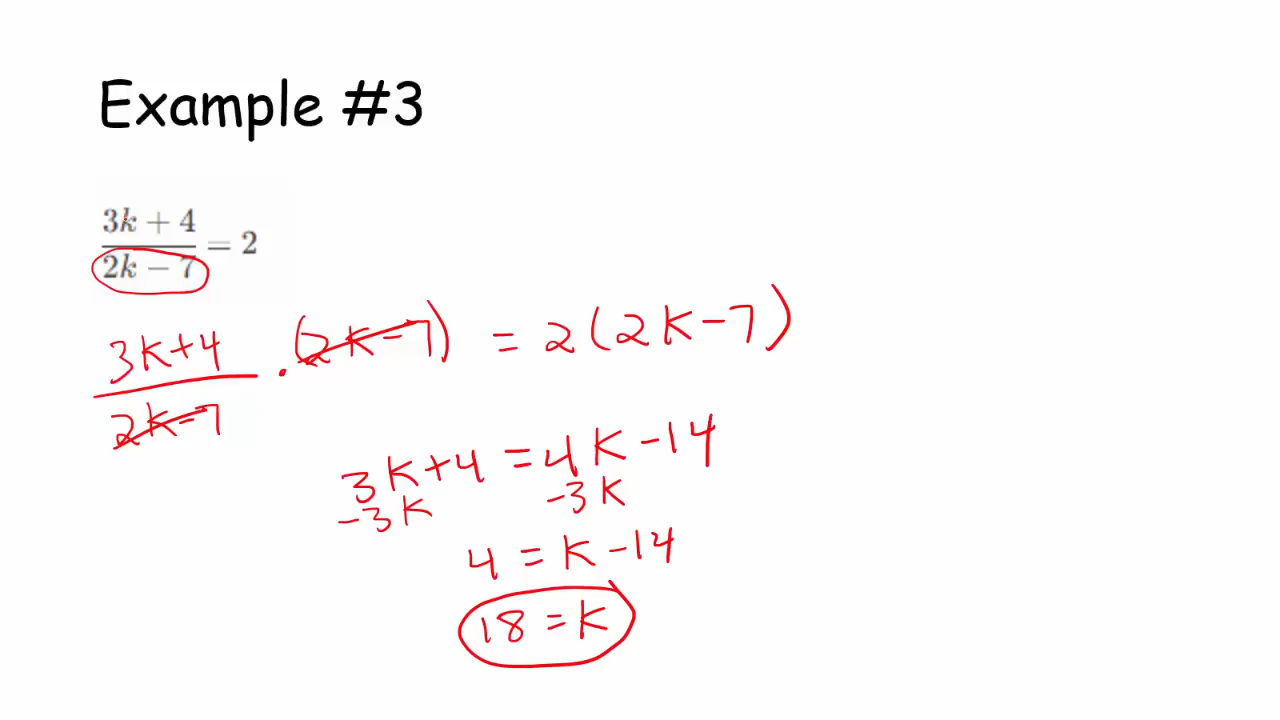 Example #3
3k + 4
2k − 7
= 2
3K+4
2K-7
· (2K-7) = 2(2K-7)
3K+4 = 4K-14
-3K -3K
4 = K-14
18 = K